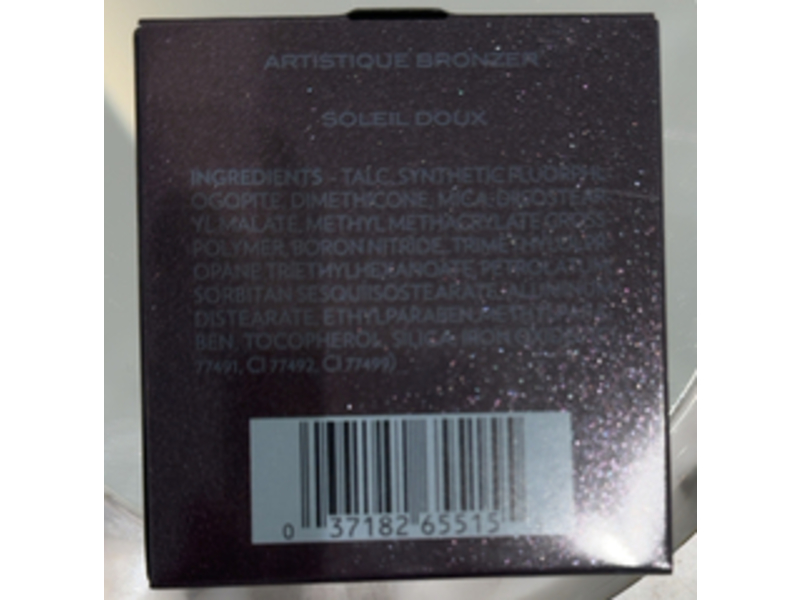 ARTISTIQUE BRONZER
SOLEIL DOUX
INGREDIENTS - TALC, SYNTHETIC FLUORPHL-
OGOPITE, DIMETHICONE, MICA, DIISOSTEAR-
YL MALATE, METHYL METHACRYLATE CROSS-
POLYMER, BORON NITRIDE,
OPANE TRIETHYLHEXANOATE, PETROLATUM,
SORBITAN SESQUIISOSTEARATE, ALUMINUM
DISTEARATE, ETHYLPARABEN,
BEN, TOCOPHEROL, SILICA, IRON
77491, CI 77492, CI 77499)
0 37182 65515